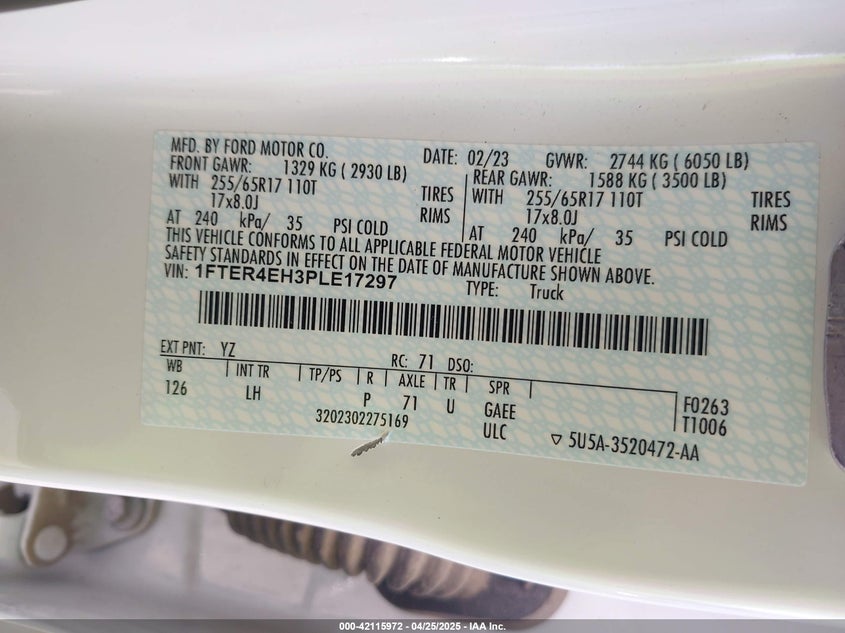 MFD. BY FORD MOTOR CO. DATE: 02/23 GVWR: 2744 KG ( 6050 LB)
FRONT GAWR: 1329 KG ( 2930 LB) REAR GAWR: 1588 KG ( 3500 LB)
WITH 255/65R17 110T TIRES WITH 255/65R17 110T TIRES
17x8.0J RIMS 17x8.0J RIMS
AT 240 kPa/ 35 PSI COLD AT 240 kPa/ 35 PSI COLD
THIS VEHICLE CONFORMS TO ALL APPLICABLE FEDERAL MOTOR VEHICLE
SAFETY STANDARDS IN EFFECT ON THE DATE OF MANUFACTURE SHOWN ABOVE.
VIN: 1FTER4EH3PLE17297 TYPE: Truck
EXT PNT: YZ RC: 71 DSO:
WB INT TR TP/PS R AXLE TR SPR
126 LH P 71 U GAEE F0263
3202302275169 ULC T1006
▽ 5U5A-3520472-AA
000-42115972 04/25/2025 - IAA Inc.